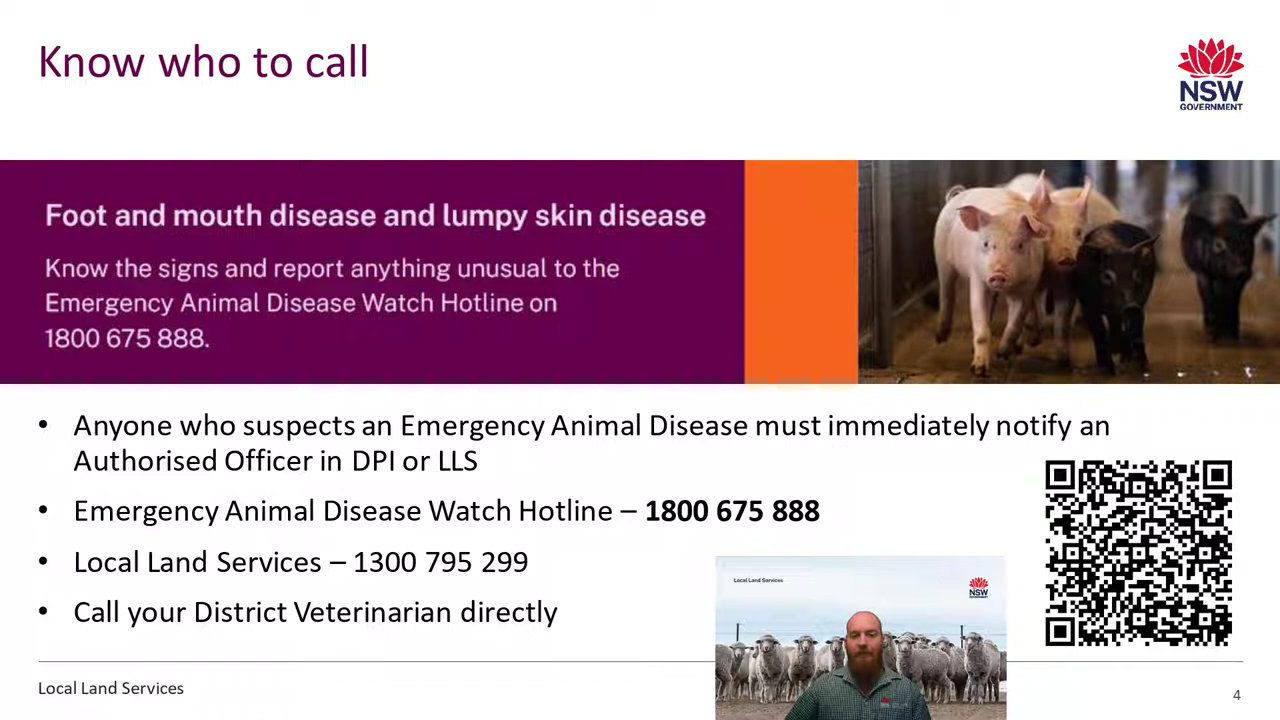 Know who to call
NSW
GOVERNMENT
Foot and mouth disease and lumpy skin disease
Know the signs and report anything unusual to the
Emergency Animal Disease Watch Hotline on
1800 675 888.
• Anyone who suspects an Emergency Animal Disease must immediately notify an
Authorised Officer in DPI or LLS
• Emergency Animal Disease Watch Hotline – 1800 675 888
• Local Land Services – 1300 795 299
• Call your District Veterinarian directly
Local Land Services
NSW
GOVERNMENT
Local Land Services
4